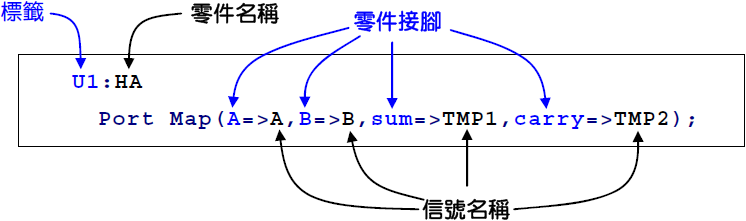 標籤 零件名稱 零件接腳
U1:HA
Port Map(A=>A,B=>B,sum=>TMP1,carry=>TMP2);
信號名稱